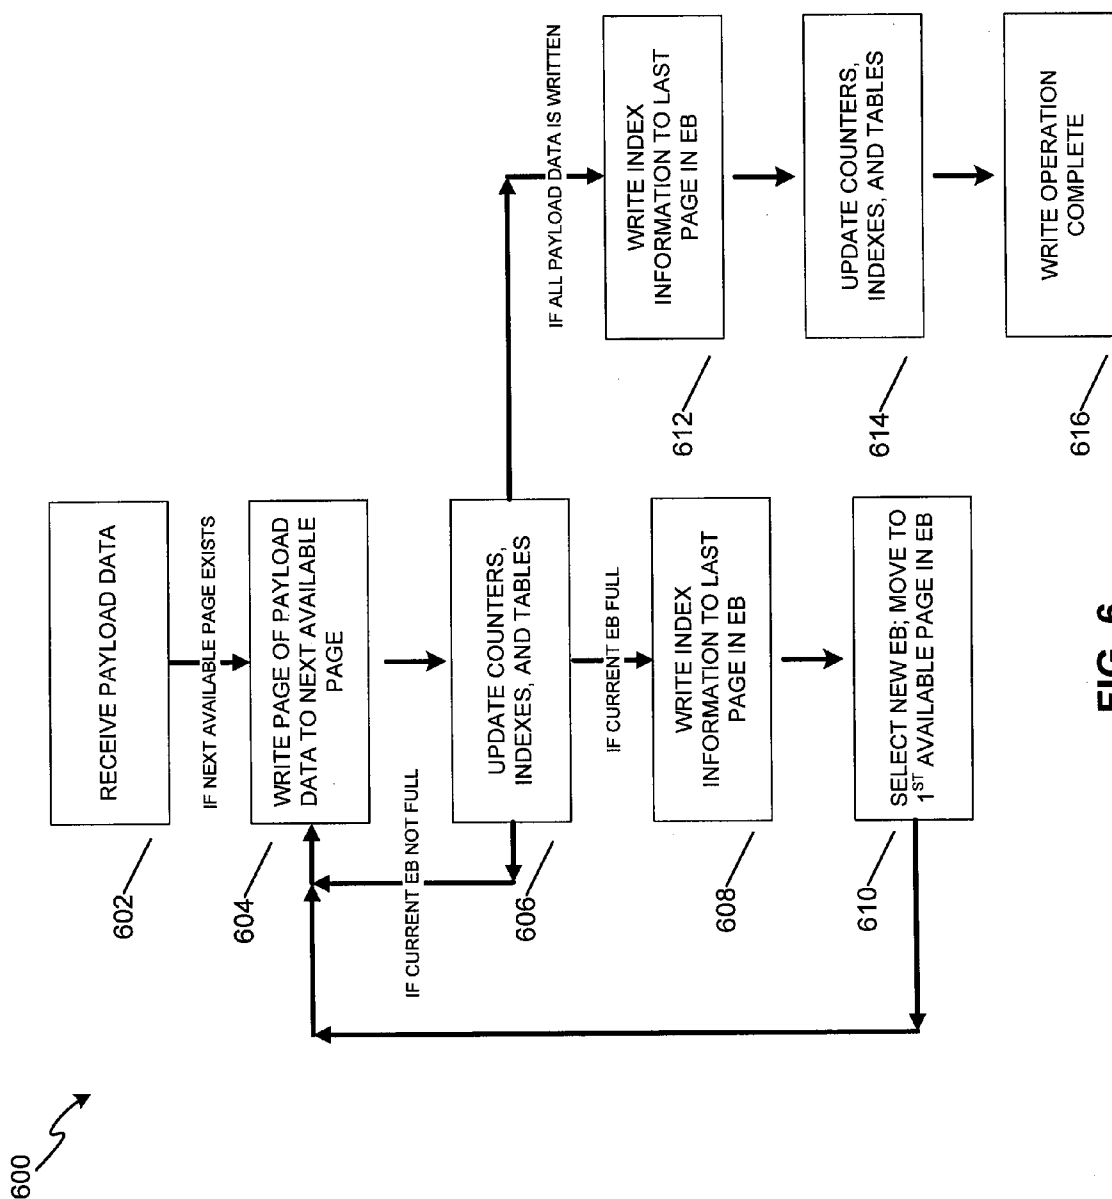 600
602
RECEIVE PAYLOAD DATA
IF NEXT AVAILABLE PAGE EXISTS
604
WRITE PAGE OF PAYLOAD
DATA TO NEXT AVAILABLE
PAGE
IF CURRENT EB NOT FULL
606
UPDATE COUNTERS,
INDEXES, AND TABLES
IF CURRENT EB FULL
608
WRITE INDEX
INFORMATION TO LAST
PAGE IN EB
610
SELECT NEW EB; MOVE TO
1ST AVAILABLE PAGE IN EB
IF ALL PAYLOAD DATA IS WRITTEN
612
WRITE INDEX
INFORMATION TO LAST
PAGE IN EB
614
UPDATE COUNTERS,
INDEXES, AND TABLES
616
WRITE OPERATION
COMPLETE
FIG. 6